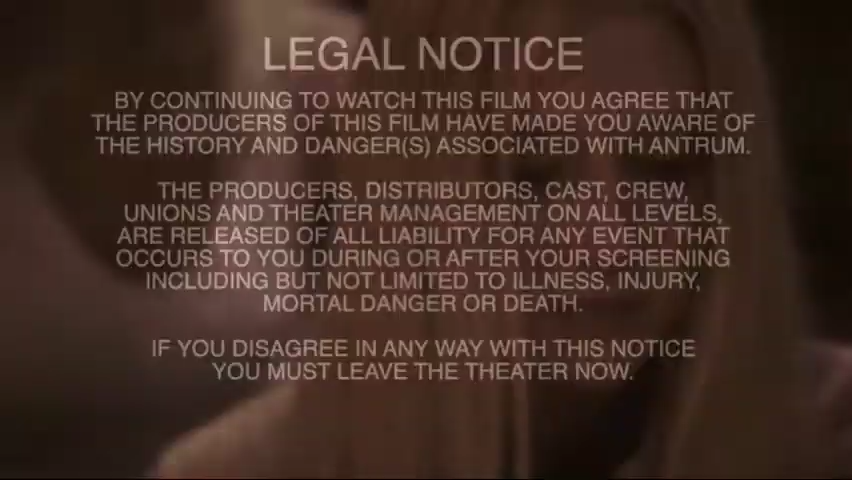 LEGAL NOTICE
BY CONTINUING TO WATCH THIS FILM YOU AGREE THAT
THE PRODUCERS OF THIS FILM HAVE MADE YOU AWARE OF
THE HISTORY AND DANGER(S) ASSOCIATED WITH ANTRUM.
THE PRODUCERS, DISTRIBUTORS, CAST, CREW,
UNIONS AND THEATER MANAGEMENT ON ALL LEVELS,
ARE RELEASED OF ALL LIABILITY FOR ANY EVENT THAT
OCCURS TO YOU DURING OR AFTER YOUR SCREENING
INCLUDING BUT NOT LIMITED TO ILLNESS, INJURY,
MORTAL DANGER OR DEATH.
IF YOU DISAGREE IN ANY WAY WITH THIS NOTICE
YOU MUST LEAVE THE THEATER NOW.